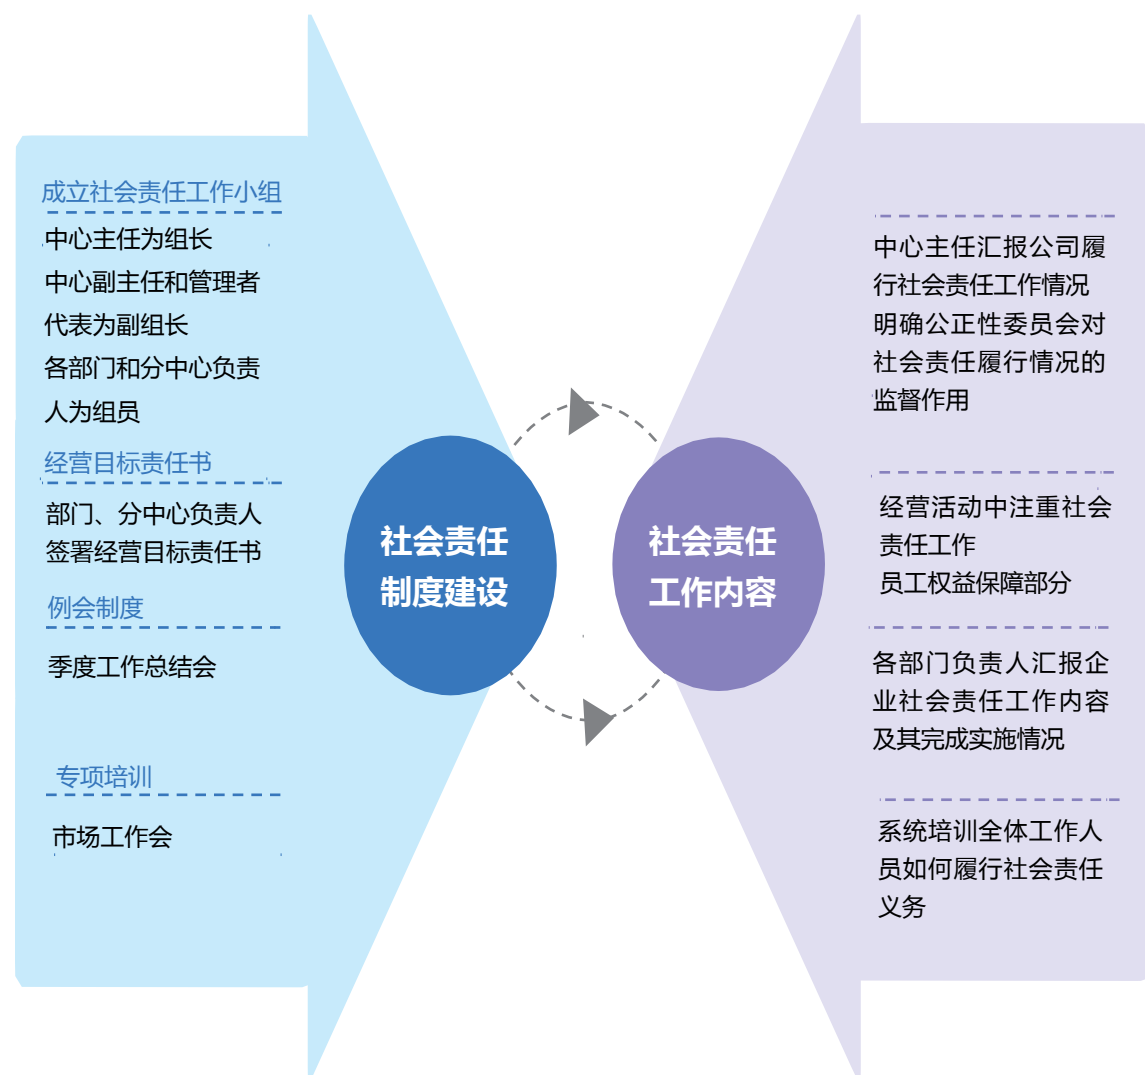 成立社会责任工作小组
中心主任为组长
中心副主任和管理者
代表为副组长
各部门和分中心负责
人为组员
经营目标责任书
部门、分中心负责人
签署经营目标责任书
例会制度
季度工作总结会
专项培训
市场工作会
社会责任
制度建设
社会责任
工作内容
中心主任汇报公司履
行社会责任工作情况
明确公正性委员会对
社会责任履行情况的
监督作用
经营活动中注重社会
责任工作
员工权益保障部分
各部门负责人汇报企
业社会责任工作内容
及其完成实施情况
系统培训全体工作人
员如何履行社会责任
义务